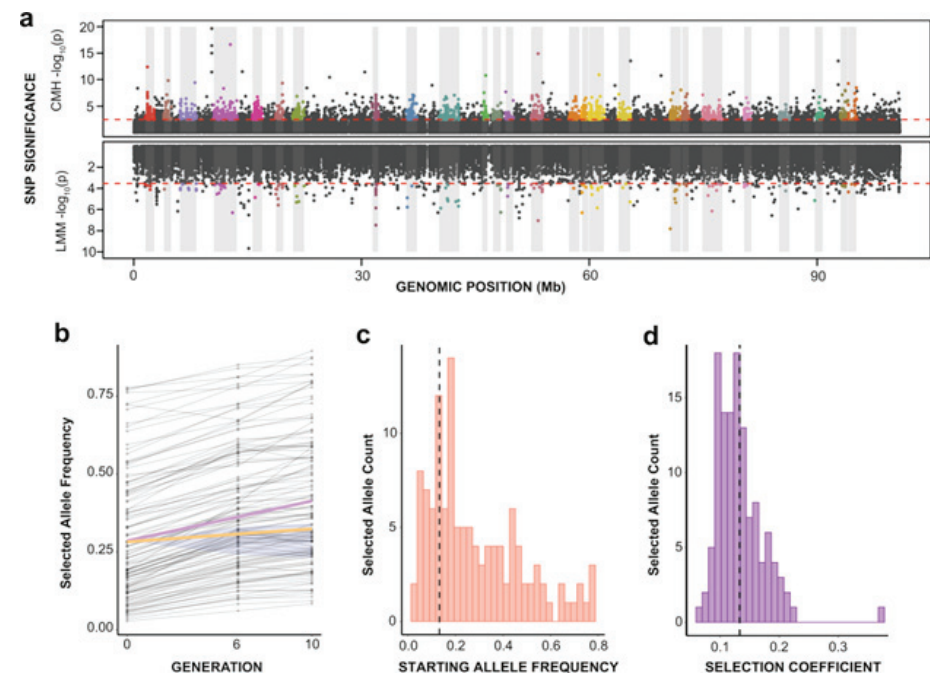 a
SNP SIGNIFICANCE
CMH -log10(p)
20
15
10
5
LMM -log10(p)
2
4
6
8
10
0
30
60
90
GENOMIC POSITION (Mb)
b
Selected Allele Frequency
0.75
0.50
0.25
0.00
0
6
10
GENERATION
c
Selected Allele Count
10
5
0
0.0
0.2
0.4
0.6
0.8
STARTING ALLELE FREQUENCY
d
Selected Allele Count
15
10
5
0
0.1
0.2
0.3
SELECTION COEFFICIENT